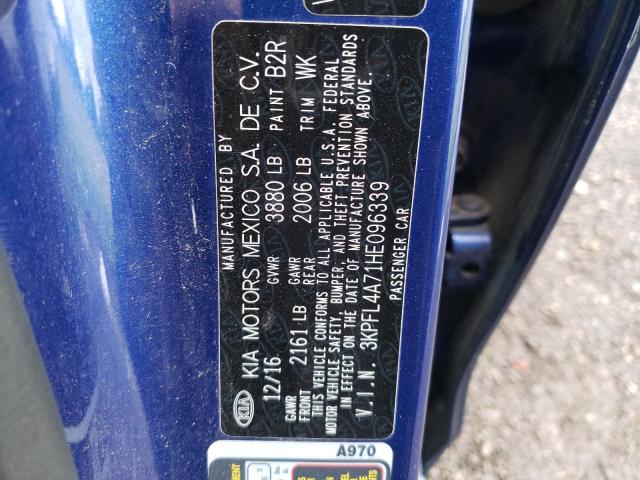 MANUFACTURED BY
KIA KIA MOTORS MEXICO S.A. DE C.V.
12/16 GVWR 3880 LB PAINT B2R
GAWR FRONT 2161 LB GAWR REAR 2006 LB TRIM WK
THIS VEHICLE CONFORMS TO ALL APPLICABLE U.S.A. FEDERAL
MOTOR VEHICLE SAFETY, BUMPER, AND THEFT PREVENTION STANDARDS
IN EFFECT ON THE DATE OF MANUFACTURE SHOWN ABOVE.
V.I.N. 3KPFL4A71HE096339
PASSENGER CAR
A970